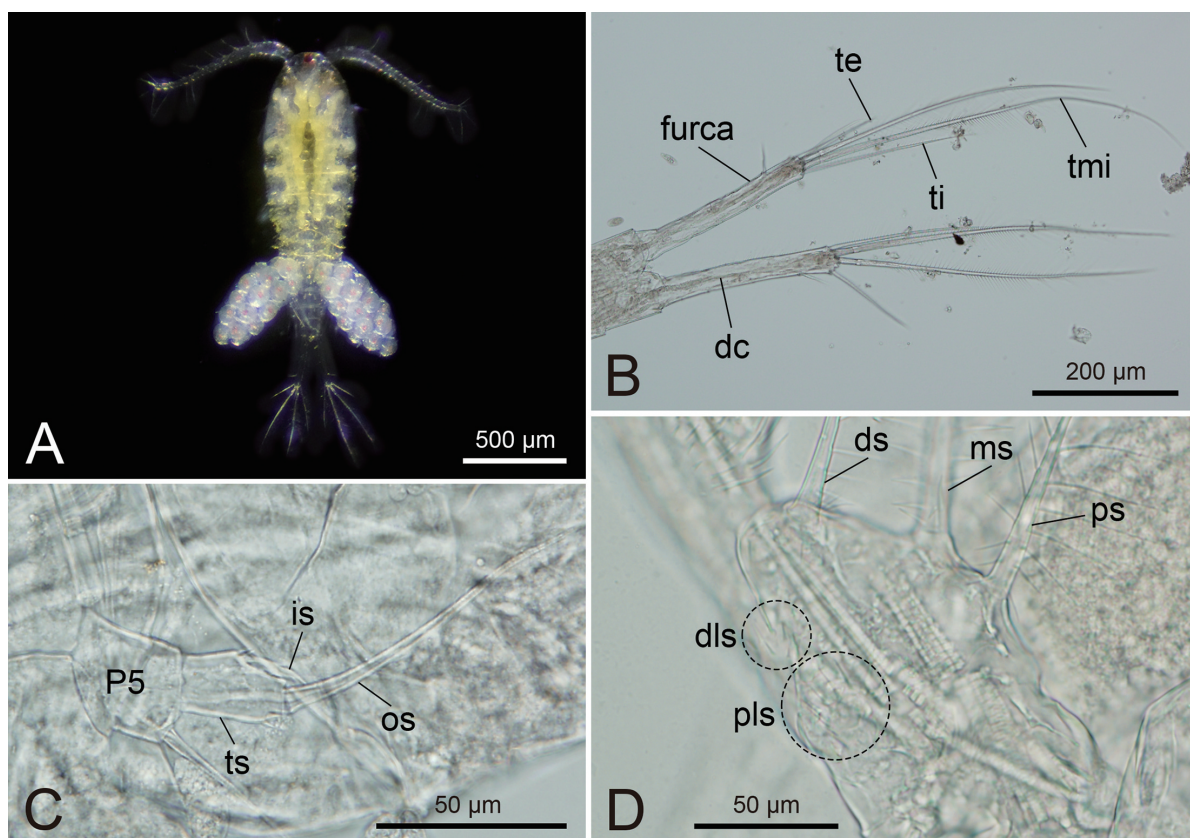 A
500 µm
te
furca
tmi
ti
dc
B
200 µm
is
P5
os
ts
C
50 µm
ds
ms
ps
dls
pls
D
50 µm